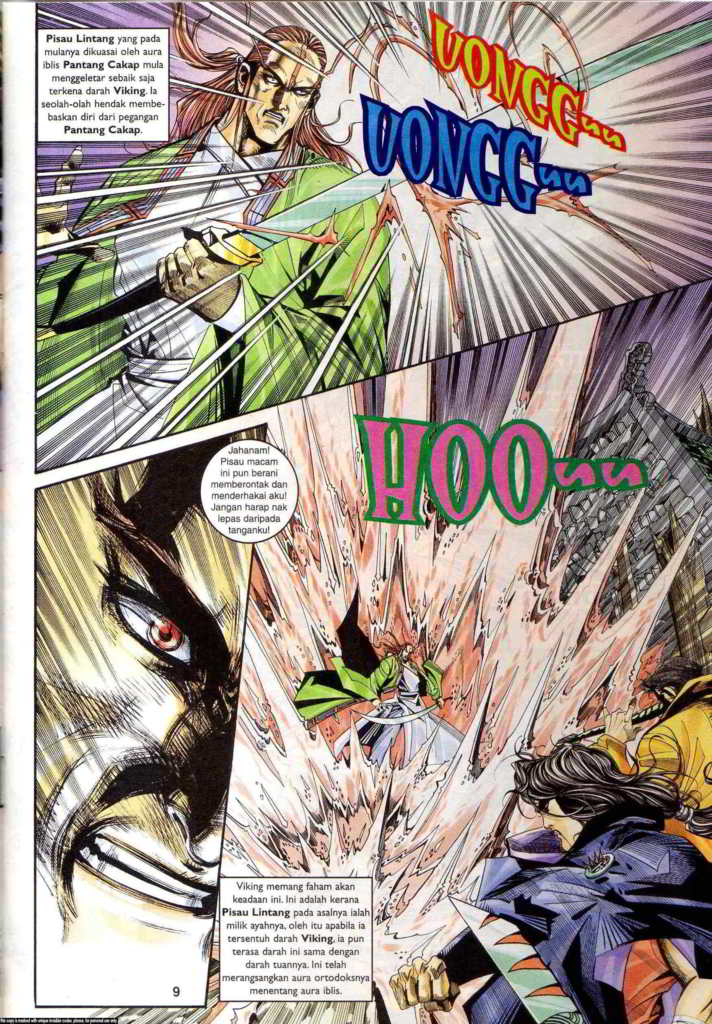 Pisau Lintang yang pada
mulanya dikuasai oleh aura
iblis Pantang Cakap mula
menggeletar sebaik saja
terkena darah Viking. Ia
seolah-olah hendak membe-
baskan diri dari pegangan
Pantang Cakap.
UONGGuu
UONGGuu
HOOuuu
Jahanam!
Pisau macam
ini pun berani
memberontak dan
menderhakai aku!
Jangan harap nak
lepas daripada
tanganku!
Viking memang faham akan
keadaan ini. Ini adalah kerana
Pisau Lintang pada asalnya ialah
milik ayahnya, oleh itu apabila ia
tersentuh darah Viking, ia pun
terasa darah ini sama dengan
darah tuannya. Ini telah
merangsangkan aura ortodoksnya
menentang aura iblis.
9